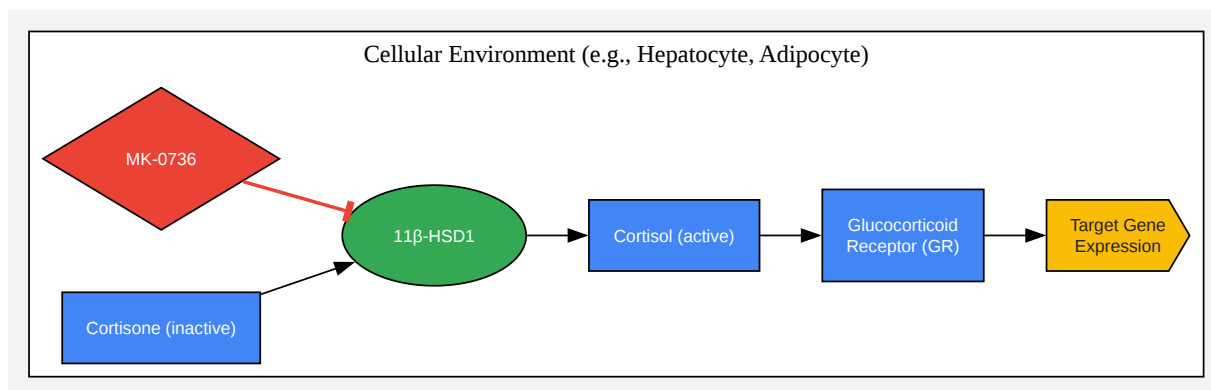 Cellular Environment (e.g., Hepatocyte, Adipocyte)
MK-0736
11β-HSD1
Cortisol (active)
Glucocorticoid
Receptor (GR)
Target Gene
Expression
Cortisone (inactive)